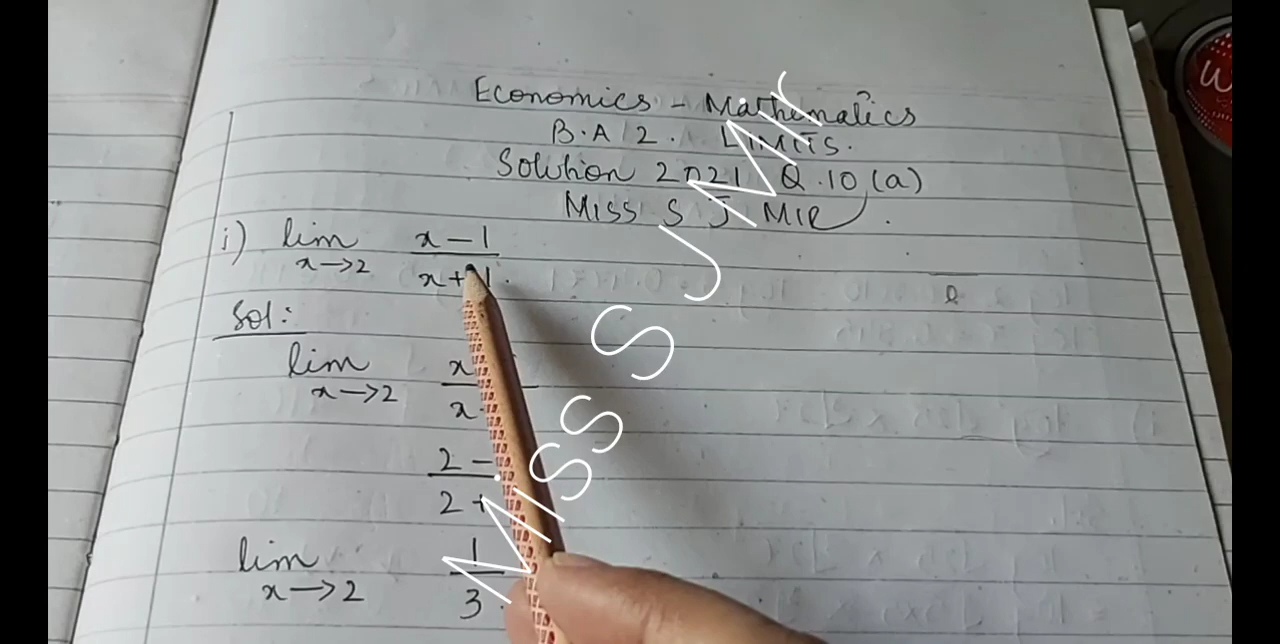 Economics - Mathematics
B.A 2. LIMITS.
Solution 2021 Q.10 (a)
MISS S J MIR.
i) lim x→2 x-1 / x+1.
Sol:
lim x→2 x / x
2 - / 2 +
lim x→2 1 / 3
Miss S J Mir